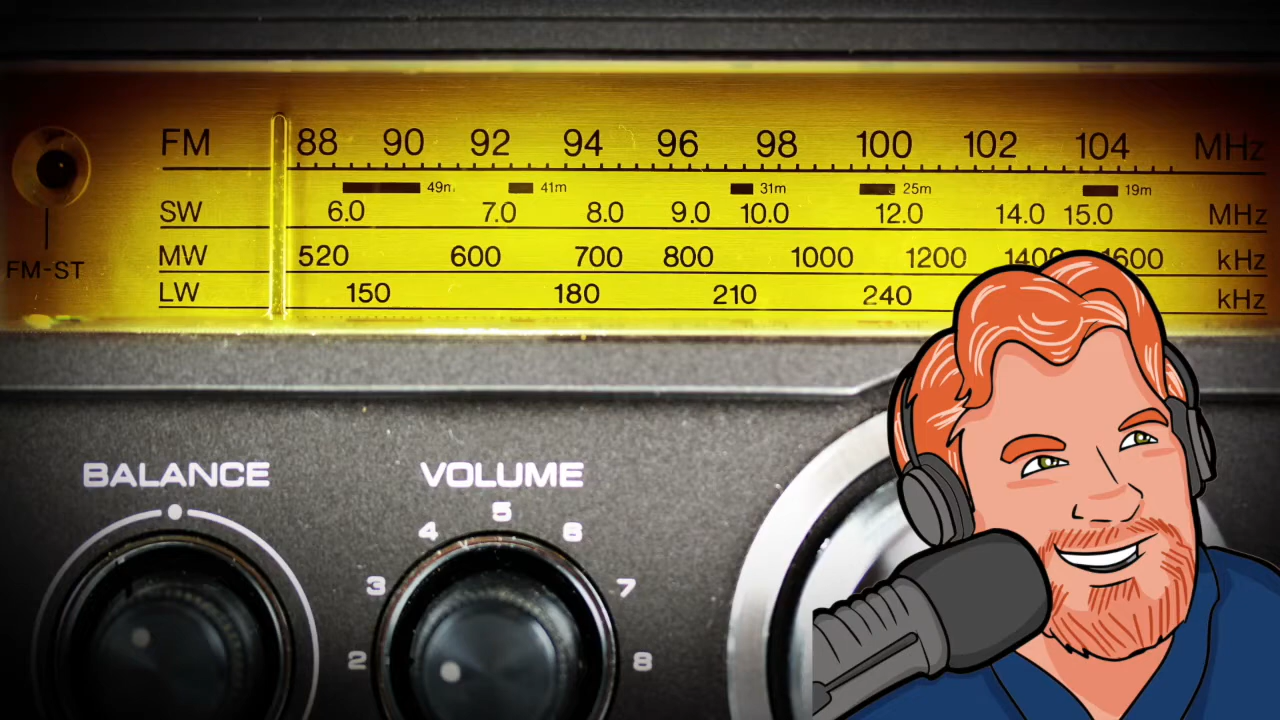 FM 88 90 92 94 96 98 100 102 104 MHz
49m 41m 31m 25m 19m
SW 6.0 7.0 8.0 9.0 10.0 12.0 14.0 15.0 MHz
MW 520 600 700 800 1000 1200 1400 1600 kHz
FM-ST
LW 150 180 210 240 kHz
BALANCE VOLUME
5
4 6
3 7
2 8